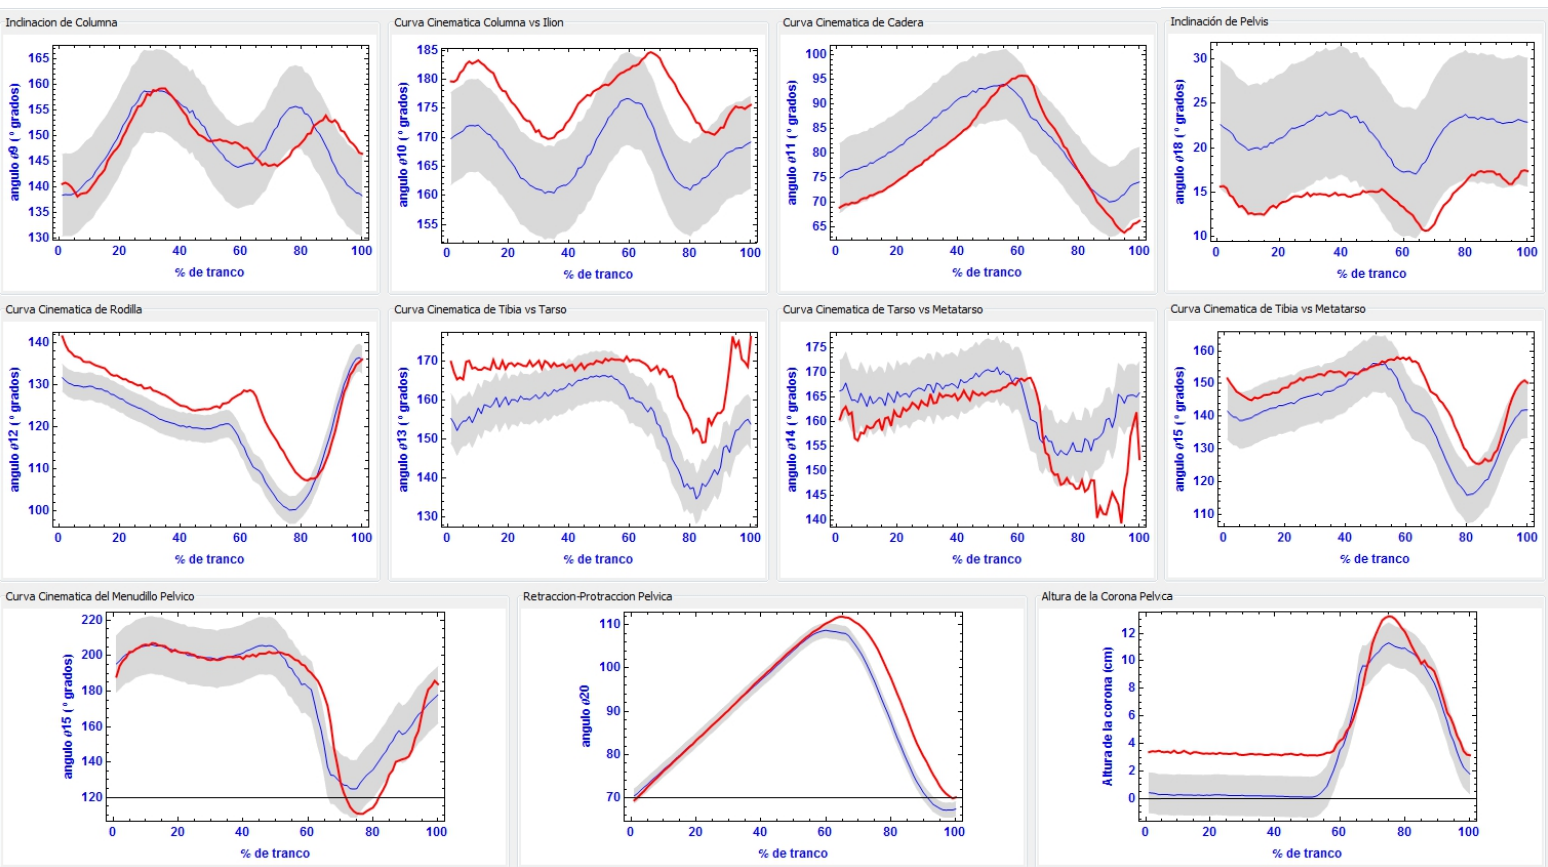 Inclinacion de Columna
165
160
155
150
145
140
135
130
angulo ø9 ( º grados)
0 20 40 60 80 100
% de tranco
Curva Cinematica Columna vs Ilion
185
180
175
170
165
160
155
angulo ø10 ( º grados)
0 20 40 60 80 100
% de tranco
Curva Cinematica de Cadera
100
95
90
85
80
75
70
65
angulo ø11 ( º grados)
0 20 40 60 80 100
% de tranco
Inclinación de Pelvis
30
25
20
15
10
angulo ø18 ( º grados)
0 20 40 60 80 100
% de tranco
Curva Cinematica de Rodilla
140
130
120
110
100
angulo ø12 ( º grados)
0 20 40 60 80 100
% de tranco
Curva Cinematica de Tibia vs Tarso
170
160
150
140
130
angulo ø13 ( º grados)
0 20 40 60 80 100
% de tranco
Curva Cinematica de Tarso vs Metatarso
175
170
165
160
155
150
145
140
angulo ø14 ( º grados)
0 20 40 60 80 100
% de tranco
Curva Cinematica de Tibia vs Metatarso
160
150
140
130
120
110
angulo ø15 ( º grados)
0 20 40 60 80 100
% de tranco
Curva Cinematica del Menudillo Pelvico
220
200
180
160
140
120
angulo ø15 ( º grados)
0 20 40 60 80 100
% de tranco
Retraccion-Protraccion Pelvica
110
100
90
80
70
angulo ø20
0 20 40 60 80 100
% de tranco
Altura de la Corona Pelvica
12
10
8
6
4
2
0
Altura de la corona (cm)
0 20 40 60 80 100
% de tranco